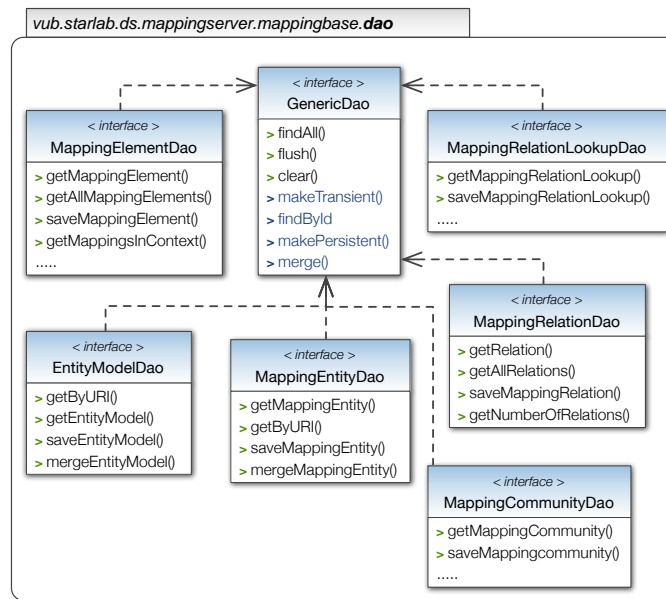 vub.starlab.ds.mappingserver.mappingbase.dao
< interface >
GenericDao
> findAll()
> flush()
> clear()
> makeTransient()
> findById
> makePersistent()
> merge()
< interface >
MappingElementDao
> getMappingElement()
> getAllMappingElements()
> saveMappingElement()
> getMappingsInContext()
.....
< interface >
MappingRelationLookupDao
> getMappingRelationLookup()
> saveMappingRelationLookup()
.....
< interface >
MappingRelationDao
> getRelation()
> getAllRelations()
> saveMappingRelation()
> getNumberOfRelations()
< interface >
EntityModelDao
> getByURI()
> getEntityModel()
> saveEntityModel()
> mergeEntityModel()
< interface >
MappingEntityDao
> getMappingEntity()
> getByURI()
> saveMappingEntity()
> mergeMappingEntity()
< interface >
MappingCommunityDao
> getMappingCommunity()
> saveMappingcommunity()
.....